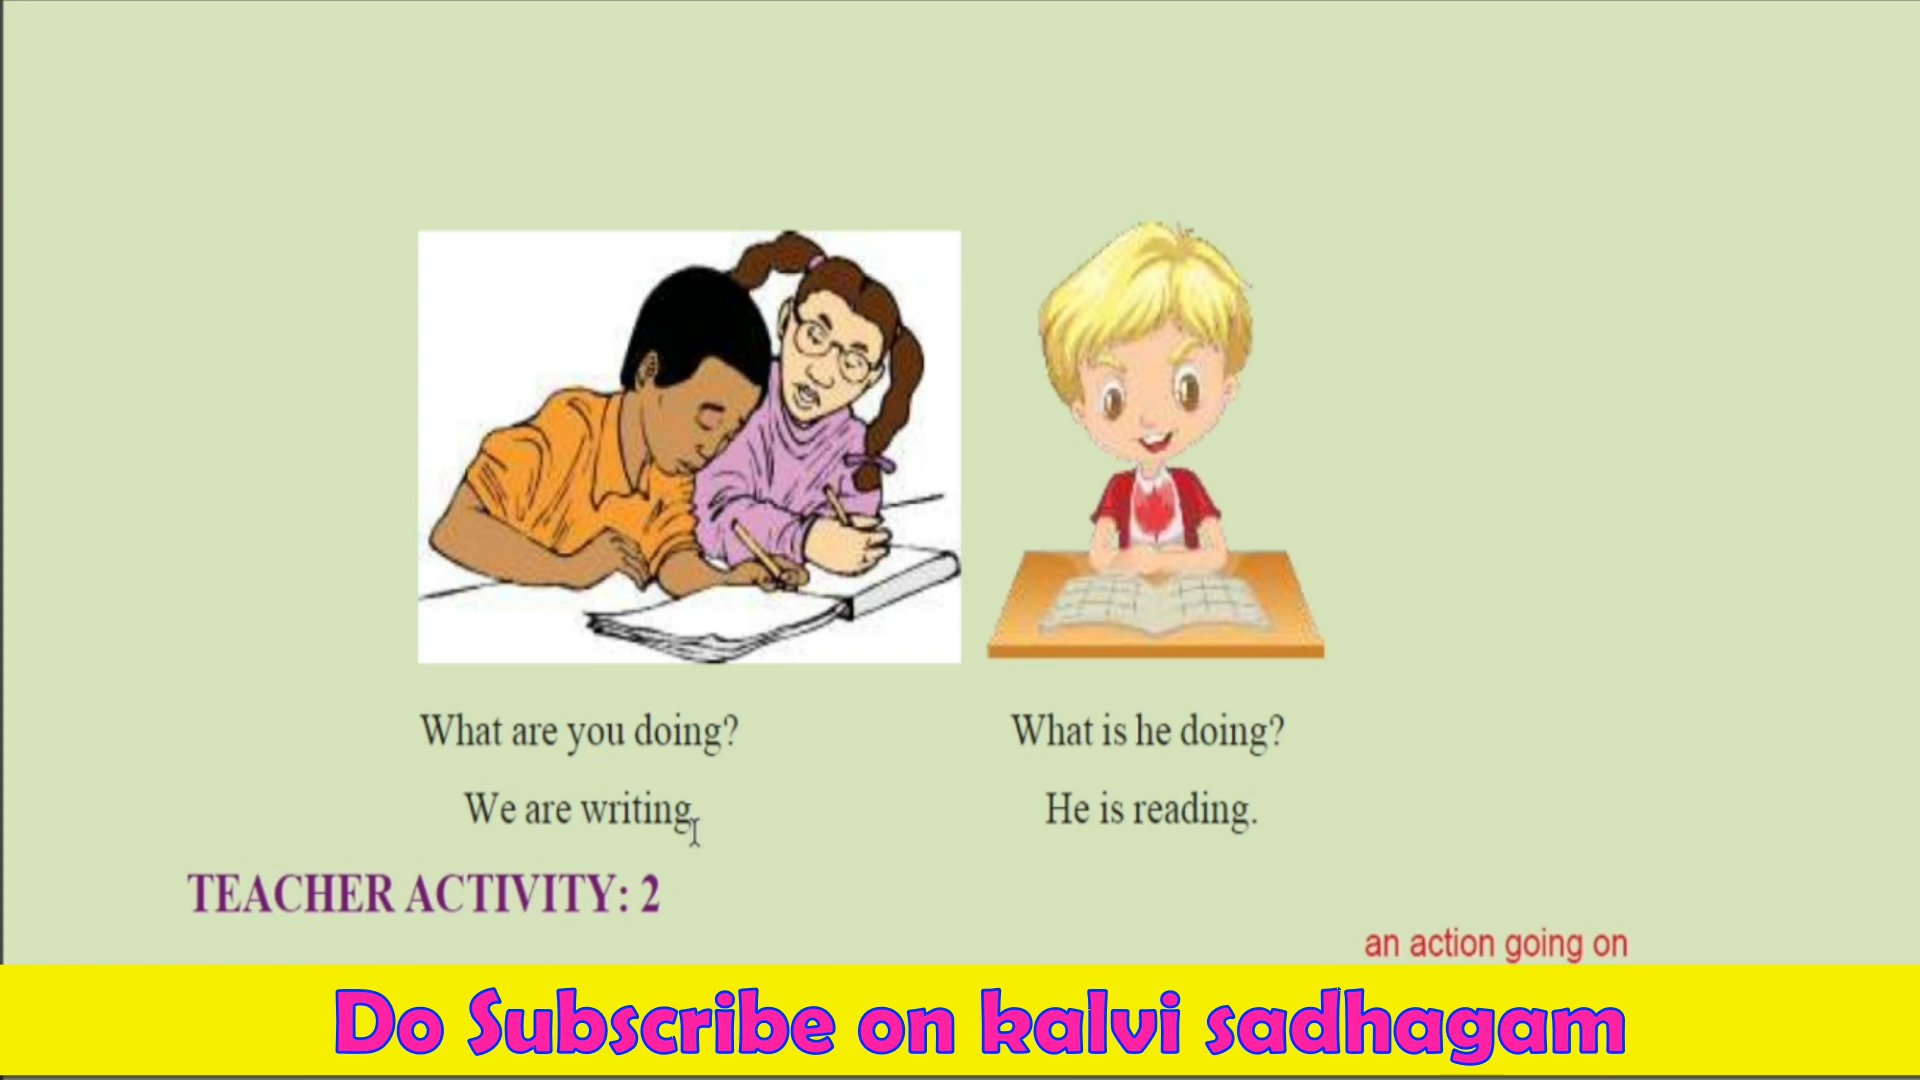 What are you doing?
What is he doing?
We are writing.
He is reading.
TEACHER ACTIVITY: 2
an action going on
Do Subscribe on kalvi sadhagam